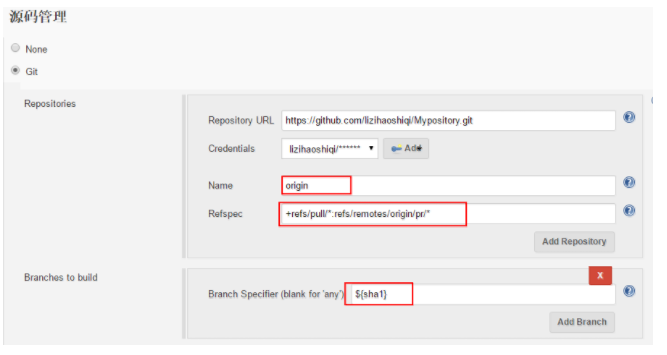 源码管理
None
Git
Repositories
Repository URL https://github.com/lizihaoshiqi/Mypository.git
Credentials lizihaoshiqi/****** Add
Name origin
Refspec +refs/pull/*:refs/remotes/origin/pr/*
Add Repository
Branches to build
X
Branch Specifier (blank for 'any') ${sha1}
Add Branch